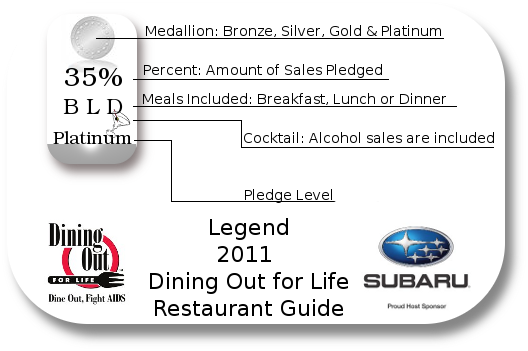 Medallion: Bronze, Silver, Gold & Platinum
35%
Percent: Amount of Sales Pledged
B L D
Meals Included: Breakfast, Lunch or Dinner
Cocktail: Alcohol sales are included
Platinum
Pledge Level
Legend
2011
Dining Out for Life
Restaurant Guide
Dining
Out
FOR LIFE
Dine Out, Fight AIDS
SUBARU
Proud Host Sponsor